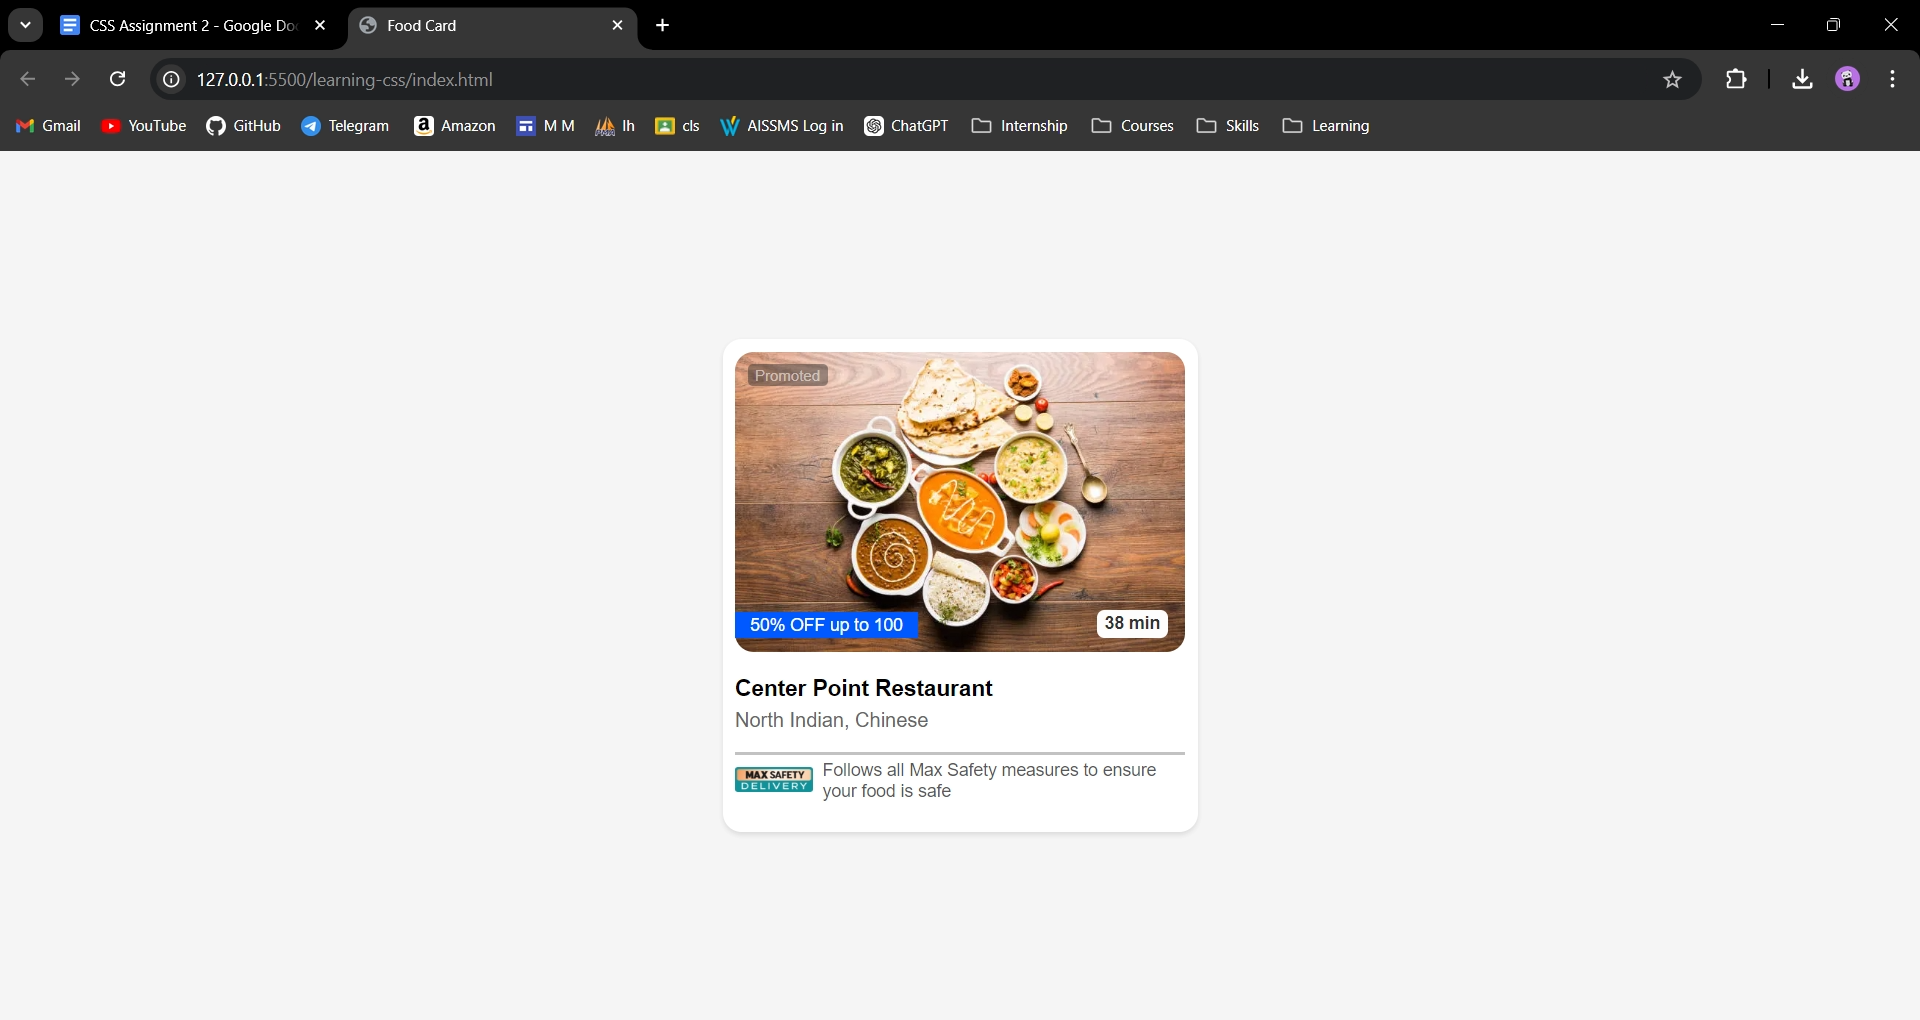 CSS Assignment 2 - Google Do
Food Card
127.0.0.1:5500/learning-css/index.html
Gmail
YouTube
GitHub
Telegram
Amazon
M M
lh
cls
AISSMS Log in
ChatGPT
Internship
Courses
Skills
Learning
Promoted
50% OFF up to 100
38 min
Center Point Restaurant
North Indian, Chinese
MAX SAFETY
DELIVERY
Follows all Max Safety measures to ensure
your food is safe